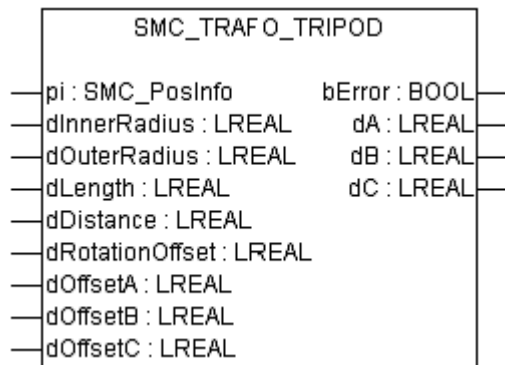 SMC_TRAFO_TRIPOD
pi : SMC_PosInfo bError : BOOL
dInnerRadius : LREAL dA : LREAL
dOuterRadius : LREAL dB : LREAL
dLength : LREAL dC : LREAL
dDistance : LREAL
dRotationOffset : LREAL
dOffsetA : LREAL
dOffsetB : LREAL
dOffsetC : LREAL